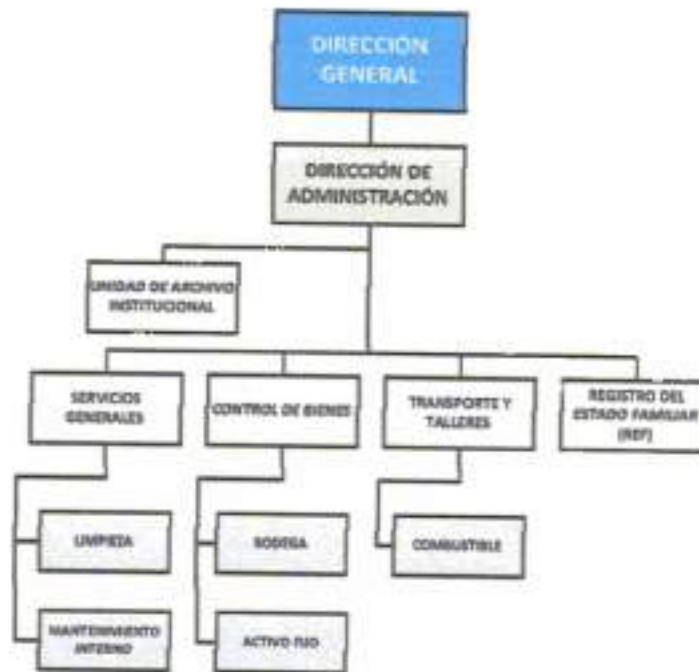 DIRECCIÓN
GENERAL
DIRECCIÓN DE
ADMINISTRACIÓN
UNIDAD DE ARCHIVO
INSTITUCIONAL
SERVICIOS
GENERALES
CONTROL DE BIENES
TRANSPORTE Y
TALLERES
REGISTRO DEL
ESTADO FAMILIAR
(REF)
LIMPIEZA
BODEGA
COMBUSTIBLE
MANTENIMIENTO
INTERNO
ACTIVO FIJO